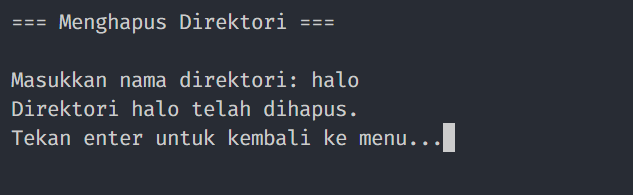 === Menghapus Direktori ===
Masukkan nama direktori: halo
Direktori halo telah dihapus.
Tekan enter untuk kembali ke menu...